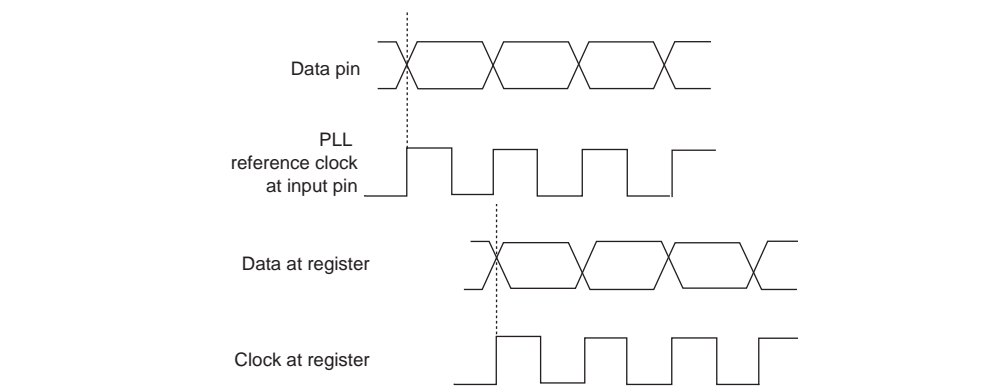 Data pin
PLL
reference clock
at input pin
Data at register
Clock at register